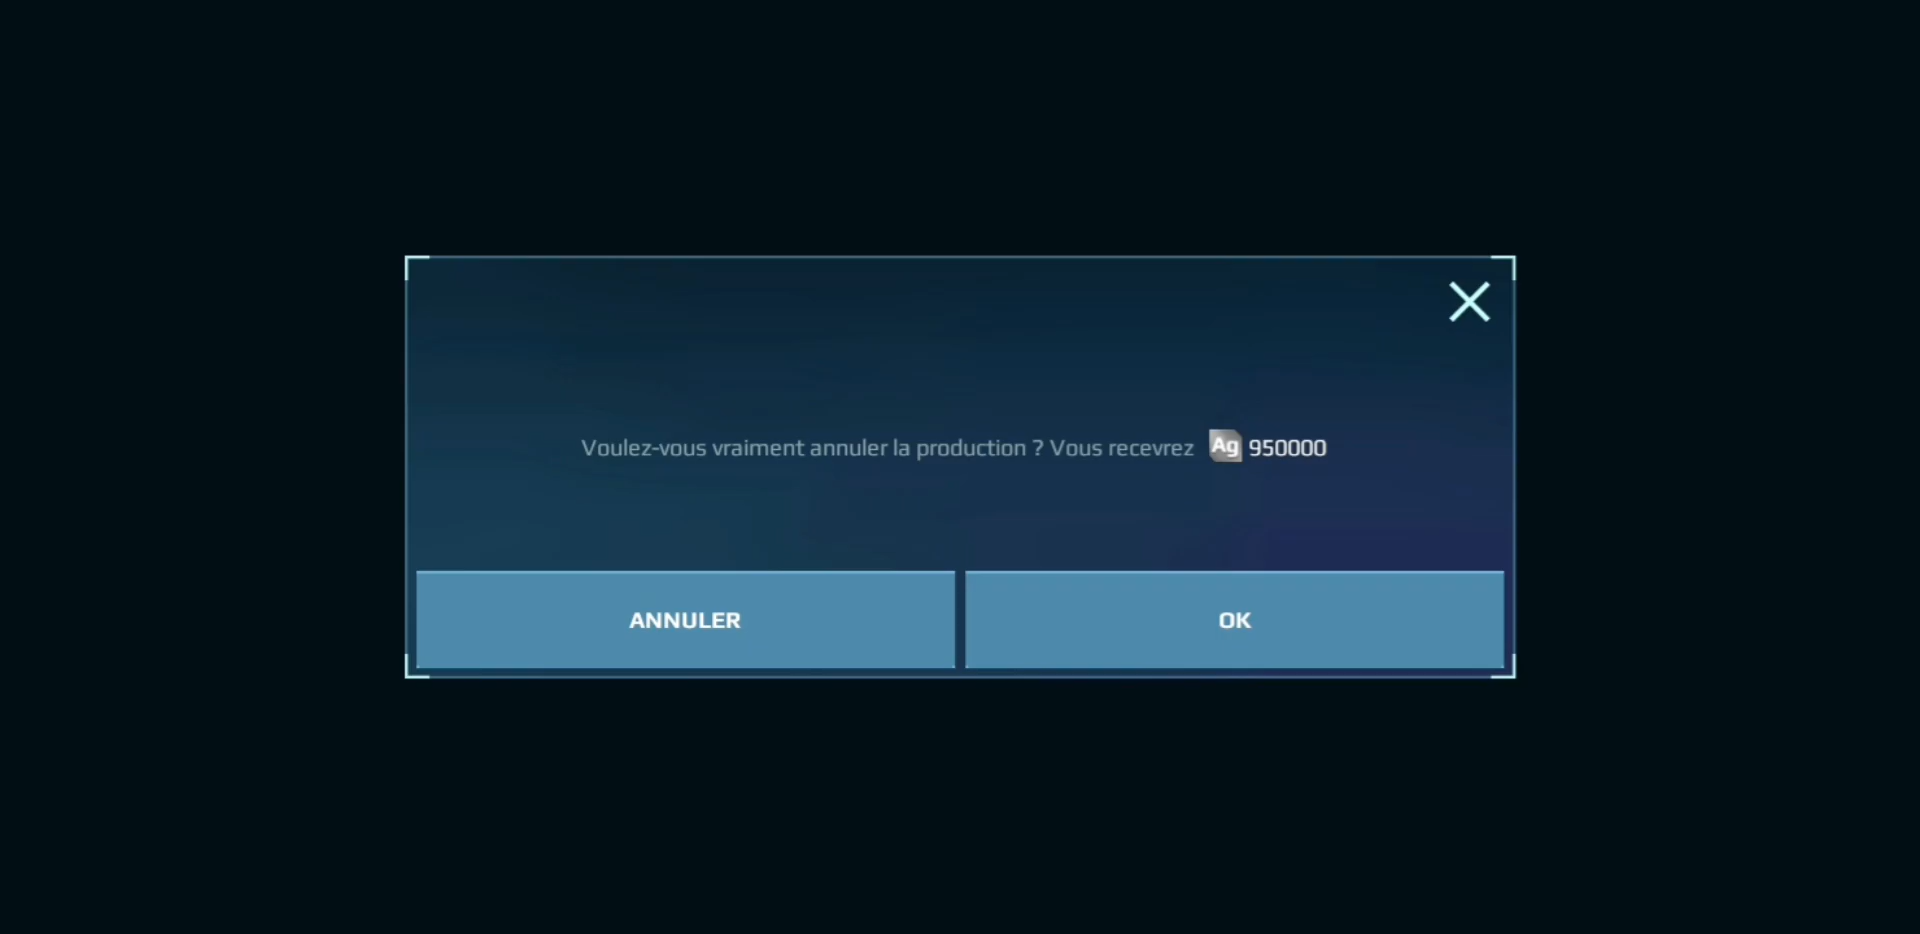 Voulez-vous vraiment annuler la production ? Vous recevrez Ag 950000
ANNULER
OK